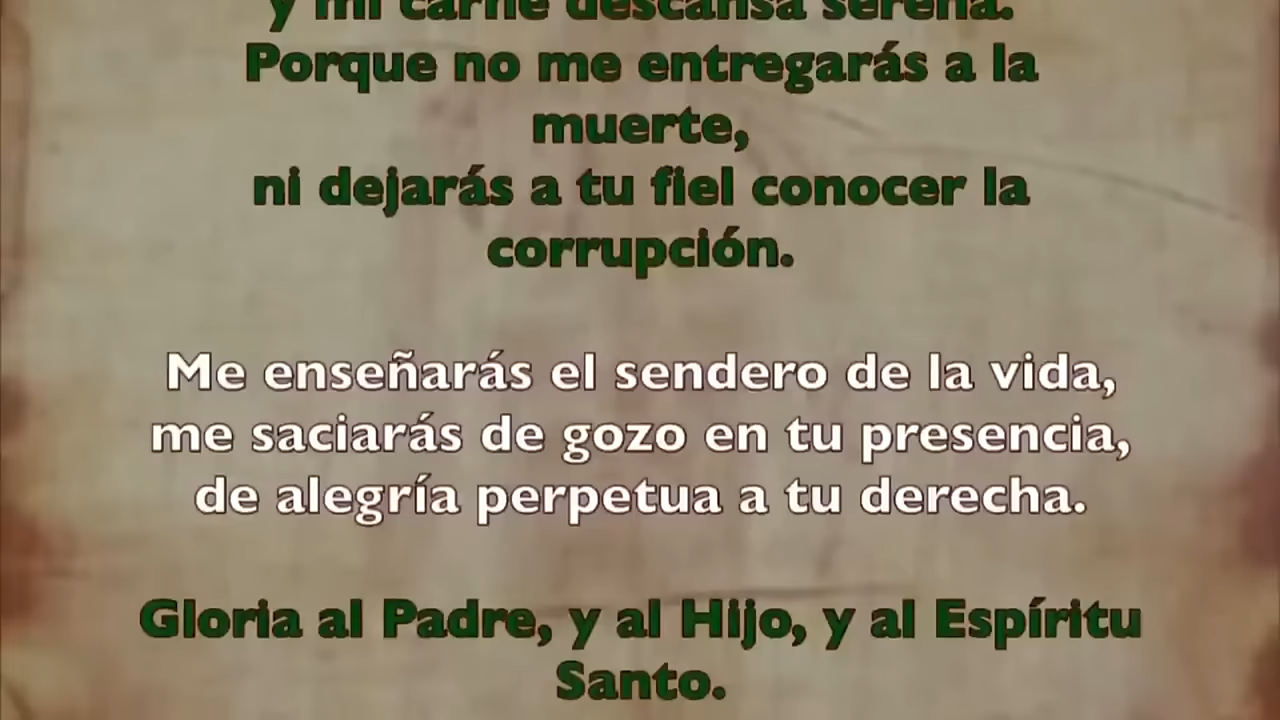 y mi carne descansa serena.
Porque no me entregarás a la
muerte,
ni dejarás a tu fiel conocer la
corrupción.
Me enseñarás el sendero de la vida,
me saciarás de gozo en tu presencia,
de alegría perpetua a tu derecha.
Gloria al Padre, y al Hijo, y al Espíritu
Santo.